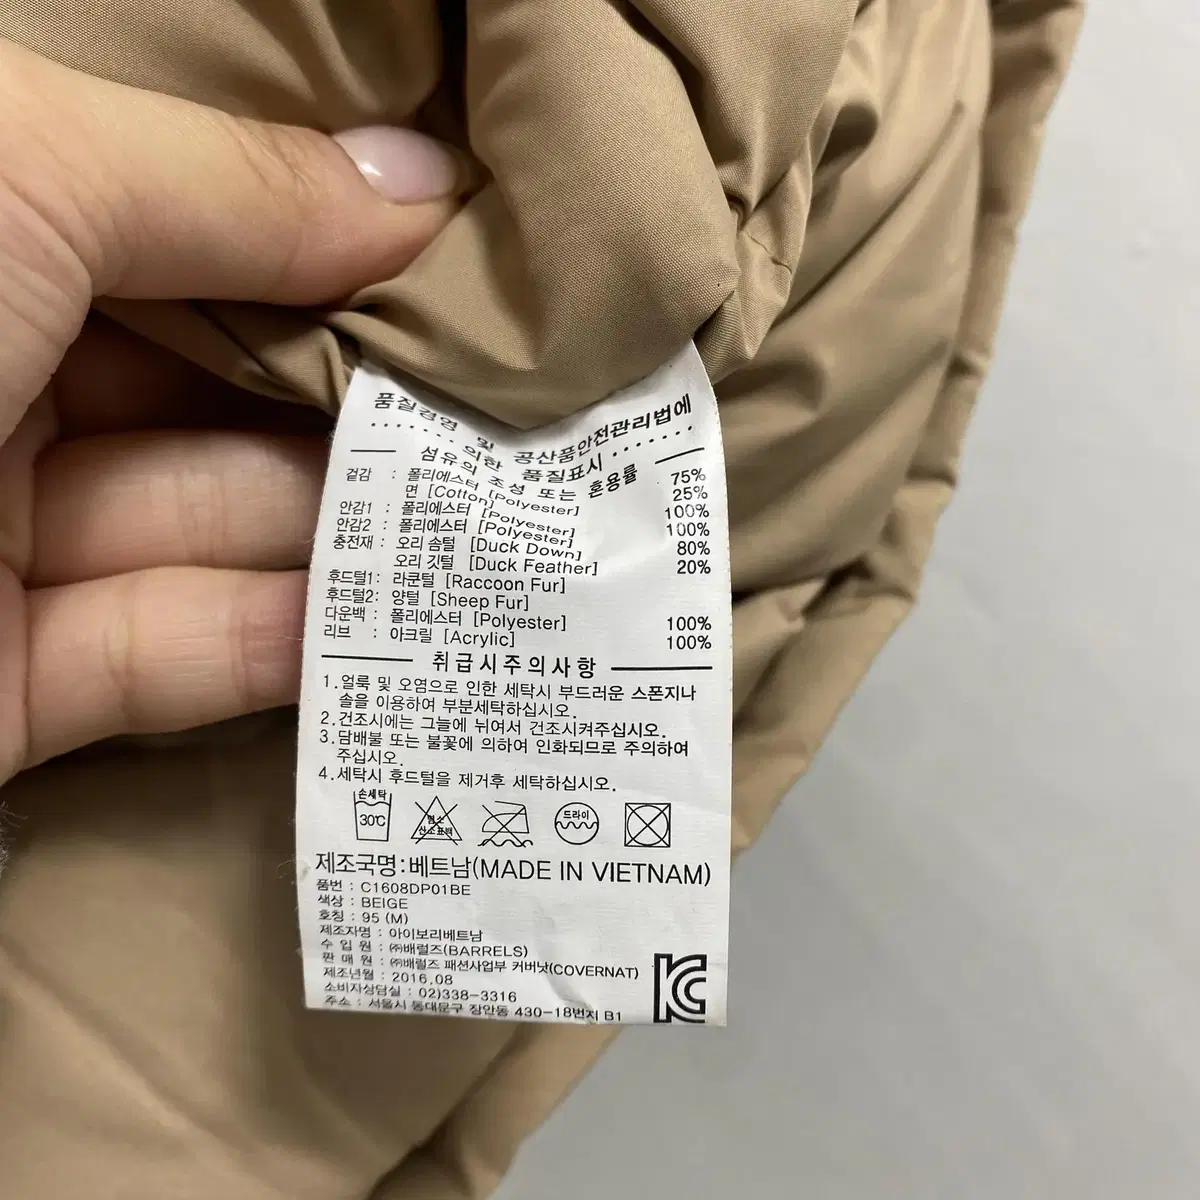 품질경영 및 공산품안전관리법에
의한 품질표시
섬유의 조성 또는 혼용률
겉감 : 폴리에스터 [Polyester] 75%
면 [Cotton] 25%
안감1 : 폴리에스터 [Polyester] 100%
안감2 : 폴리에스터 [Polyester] 100%
충전재 : 오리 솜털 [Duck Down] 80%
오리 깃털 [Duck Feather] 20%
후드털1: 라쿤털 [Raccoon Fur]
후드털2: 양털 [Sheep Fur]
다운백 : 폴리에스터 [Polyester] 100%
리브 : 아크릴 [Acrylic] 100%
취급시주의사항
1.얼룩 및 오염으로 인한 세탁시 부드러운 스폰지나
솔을 이용하여 부분세탁하십시오.
2.건조시에는 그늘에 뉘여서 건조시켜주십시오.
3.담배불 또는 불꽃에 의하여 인화되므로 주의하여
주십시오.
4.세탁시 후드털을 제거후 세탁하십시오.
손세탁
30℃
염소
산소표백
드라이
제조국명:베트남(MADE IN VIETNAM)
품번 : C1608DP01BE
색상 : BEIGE
호칭 : 95 (M)
제조자명 : 아이보리베트남
수 입 원 : ㈜배럴즈(BARRELS)
판 매 원 : ㈜배럴즈 패션사업부 커버낫(COVERNAT)
제조년월 : 2016.08
소비자상담실 : 02)338-3316
주소 : 서울시 동대문구 장안동 430-18번지 B1